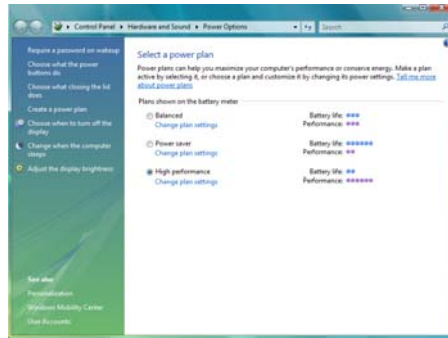 Control Panel ▸ Hardware and Sound ▸ Power Options
Search
Require a password on wakeup
Choose what the power
buttons do
Choose what closing the lid
does
Create a power plan
Choose when to turn off the
display
Change when the computer
sleeps
Adjust the display brightness
See also
Personalization
Windows Mobility Center
User Accounts
Select a power plan
Power plans can help you maximize your computer's performance or conserve energy. Make a plan
active by selecting it, or choose a plan and customize it by changing its power settings. Tell me more
about power plans
Plans shown on the battery meter
Balanced
Change plan settings
Battery life:
Performance:
Power saver
Change plan settings
Battery life:
Performance:
High performance
Change plan settings
Battery life:
Performance: